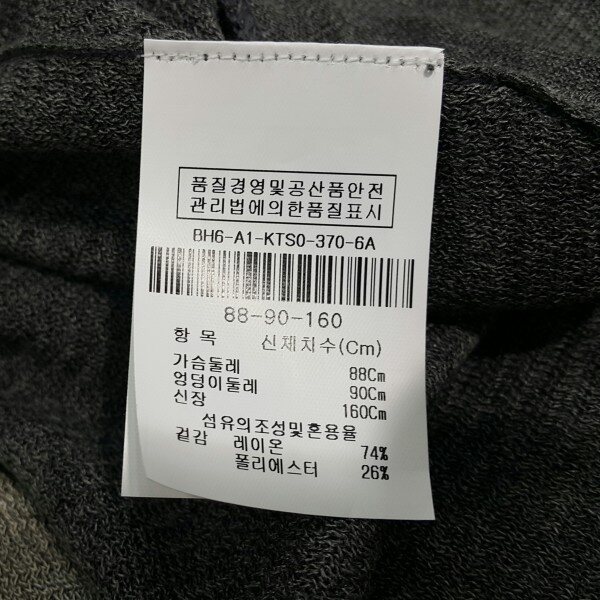 품질경영및공산품안전
관리법에의한품질표시
BH6-A1-KTS0-370-6A
88-90-160
항 목 신체치수(Cm)
가슴둘레 88Cm
엉덩이둘레 90Cm
신장 160Cm
섬유의조성및혼용율
겉감 레이온 74%
폴리에스터 26%